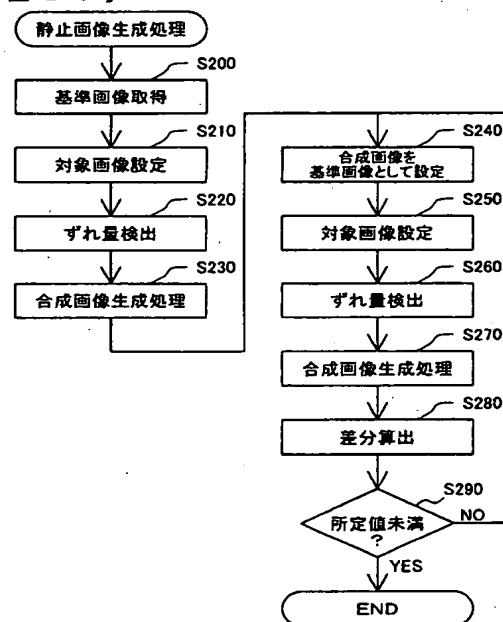 静止画像生成処理
S200
基準画像取得
S210
対象画像設定
S220
ずれ量検出
S230
合成画像生成処理
S240
合成画像を
基準画像として設定
S250
対象画像設定
S260
ずれ量検出
S270
合成画像生成処理
S280
差分算出
S290
所定値未満
?
NO
YES
END